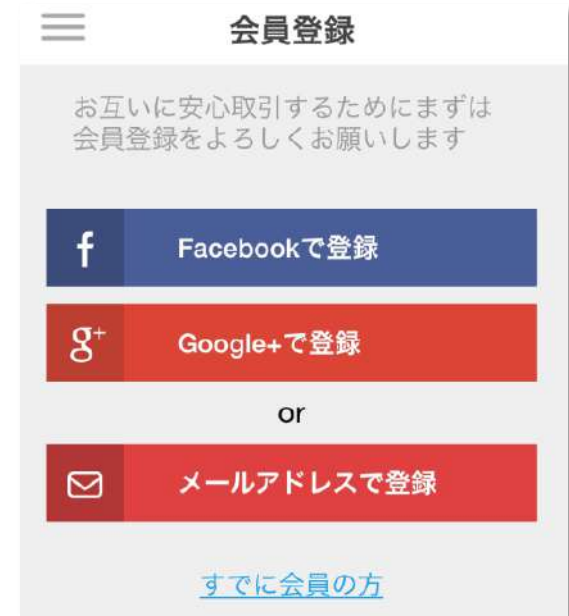 会員登録
お互いに安心取引するためにまずは
会員登録をよろしくお願いします
f Facebookで登録
g+ Google+で登録
or
メールアドレスで登録
すでに会員の方